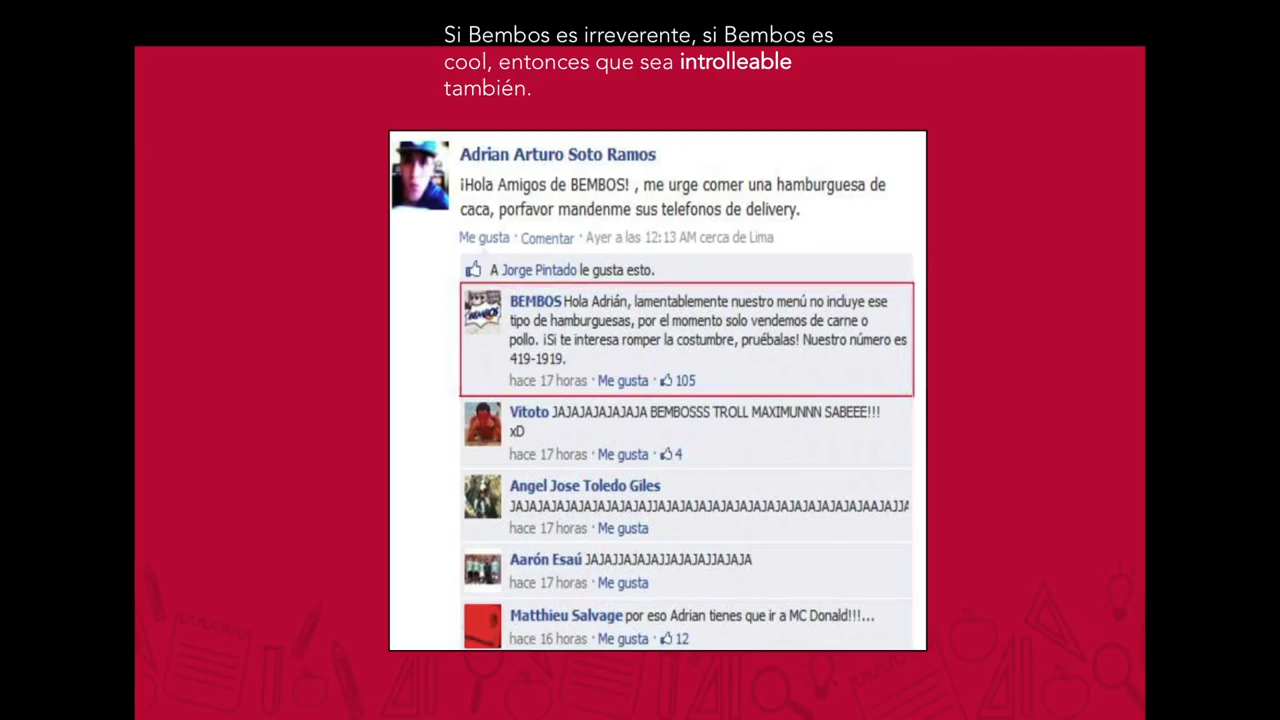 Si Bembos es irreverente, si Bembos es
cool, entonces que sea introlleable
también.
Adrian Arturo Soto Ramos
¡Hola Amigos de BEMBOS! , me urge comer una hamburguesa de
caca, porfavor mandenme sus telefonos de delivery.
Me gusta · Comentar · Ayer a las 12:13 AM cerca de Lima
A Jorge Pintado le gusta esto.
BEMBOS Hola Adrián, lamentablemente nuestro menú no incluye ese
tipo de hamburguesas, por el momento solo vendemos de carne o
pollo. ¡Si te interesa romper la costumbre, pruébalas! Nuestro número es
419-1919.
hace 17 horas · Me gusta · 105
Vitoto JAJAJAJAJAJAJA BEMBOSSS TROLL MAXIMUNNN SABEEE!!!
xD
hace 17 horas · Me gusta · 4
Angel Jose Toledo Giles
JAJAJAJAJAJAJAJAJAJAJJAJAJAJAJAJAJAJAJAJAJAJAJAJAJAJAAJAJJA
hace 17 horas · Me gusta
Aarón Esaú JAJAJJAJAJAJJAJAJAJJAJAJA
hace 17 horas · Me gusta
Matthieu Salvage por eso Adrian tienes que ir a MC Donald!!!...
hace 16 horas · Me gusta · 12